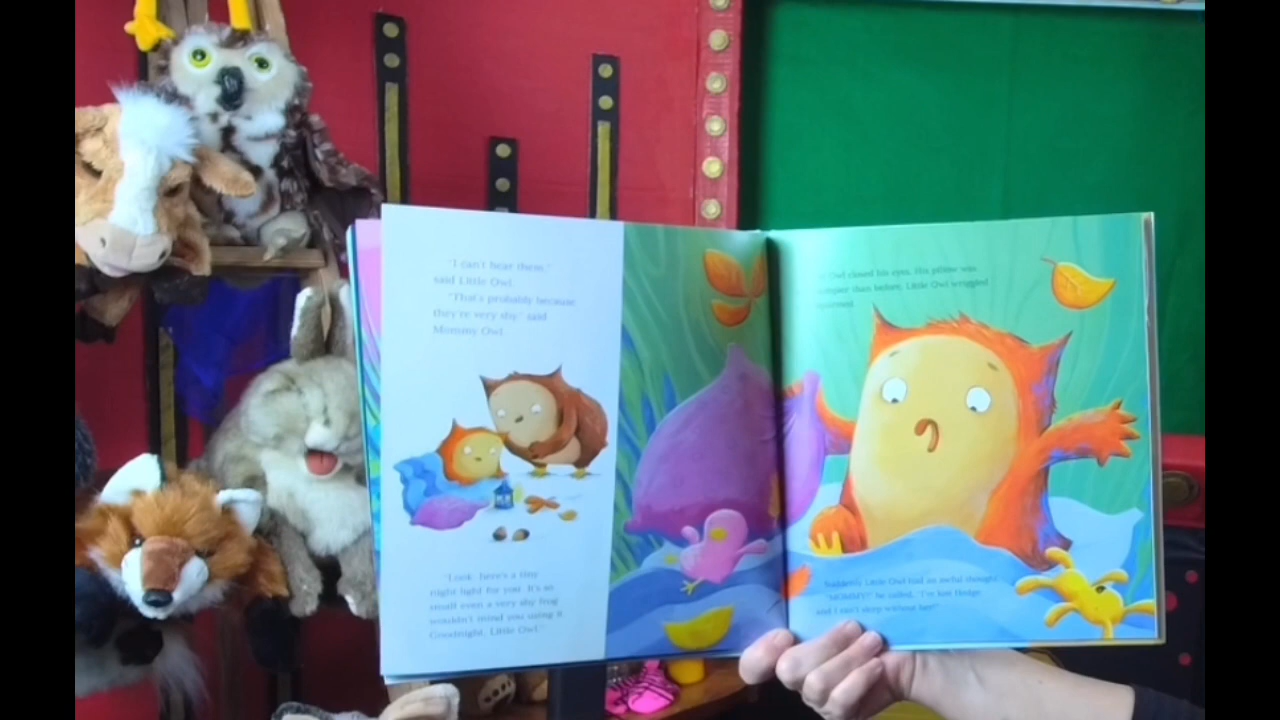 "I can't hear them,"
said Little Owl.
"That's probably because
they're very shy," said
Mommy Owl.
"Look, here's a tiny
night light for you. It's so
small even a very shy frog
wouldn't mind you using it.
Goodnight, Little Owl."
Owl closed his eyes. His pillow was
than before. Little Owl wriggled
Suddenly Little Owl had an awful thought.
"MOMMY!" he called. "I've lost Hedge
and I can't sleep without her!"